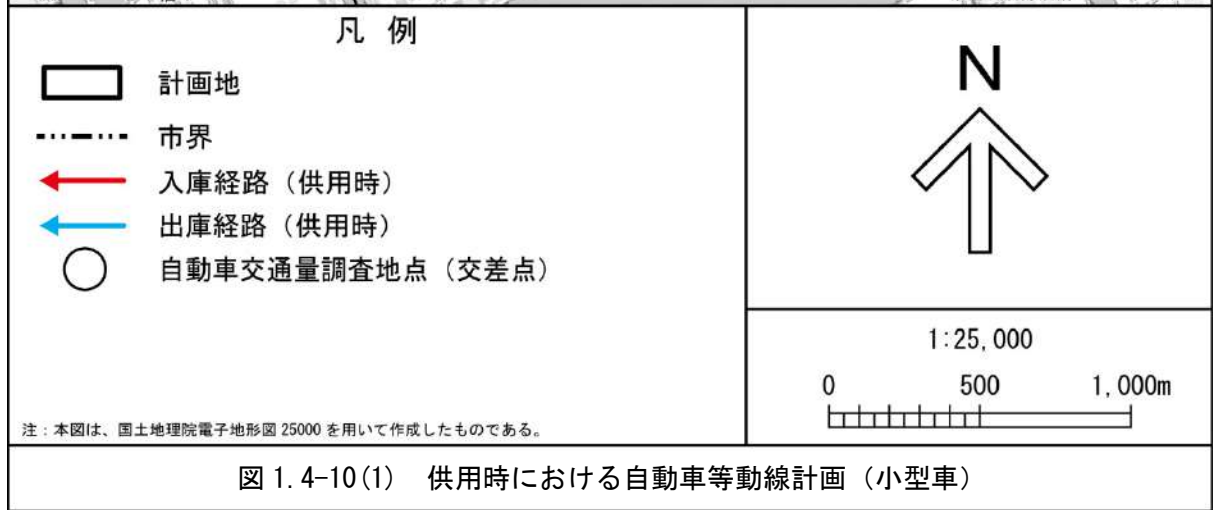 凡 例
計画地
市界
入庫経路（供用時）
出庫経路（供用時）
自動車交通量調査地点（交差点）
注：本図は、国土地理院電子地形図 25000 を用いて作成したものである。
N
1:25,000
0 500 1,000m
図 1.4-10(1) 供用時における自動車等動線計画（小型車）